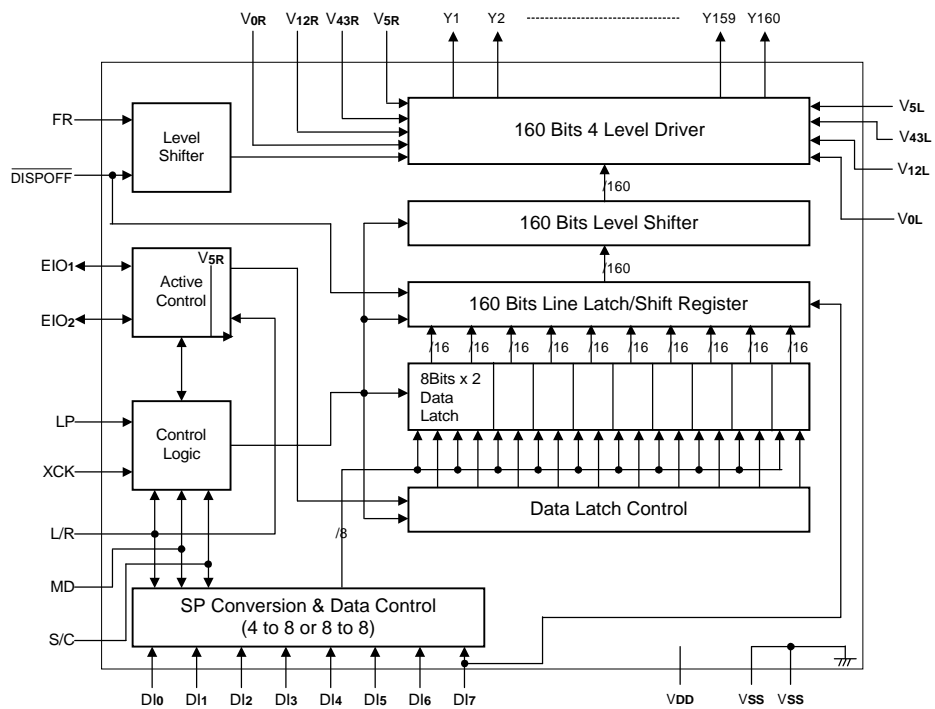 V0R V12R V43R V5R Y1 Y2 Y159 Y160
FR
Level
Shifter
160 Bits 4 Level Driver
V5L
V43L
V12L
V0L
DISPOFF
/160
160 Bits Level Shifter
/160
EIO1
EIO2
Active
Control
V5R
160 Bits Line Latch/Shift Register
/16 /16 /16 /16 /16 /16 /16 /16 /16 /16
8Bits x 2
Data
Latch
LP
XCK
Control
Logic
Data Latch Control
L/R
MD
S/C
/8
SP Conversion & Data Control
(4 to 8 or 8 to 8)
DI0 DI1 DI2 DI3 DI4 DI5 DI6 DI7 VDD VSS VSS